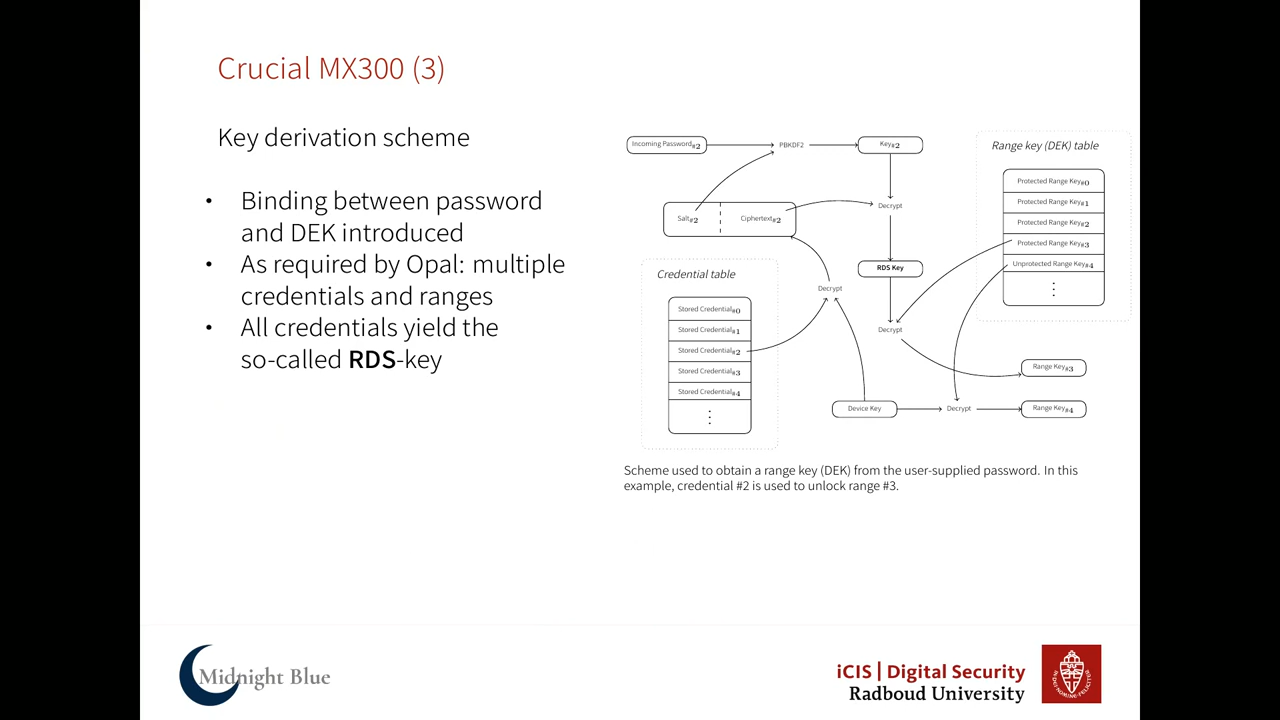 Crucial MX300 (3)
Key derivation scheme
• Binding between password
and DEK introduced
• As required by Opal: multiple
credentials and ranges
• All credentials yield the
so-called RDS-key
Incoming Password#2
PBKDF2
Key#2
Salt#2
Ciphertext#2
Decrypt
RDS Key
Decrypt
Credential table
Stored Credential#0
Stored Credential#1
Stored Credential#2
Stored Credential#3
Stored Credential#4
⋮
Decrypt
Device Key
Decrypt
Range Key#3
Range Key#4
Range key (DEK) table
Protected Range Key#0
Protected Range Key#1
Protected Range Key#2
Protected Range Key#3
Unprotected Range Key#4
⋮
Scheme used to obtain a range key (DEK) from the user-supplied password. In this
example, credential #2 is used to unlock range #3.
Midnight Blue
iCIS | Digital Security
Radboud University